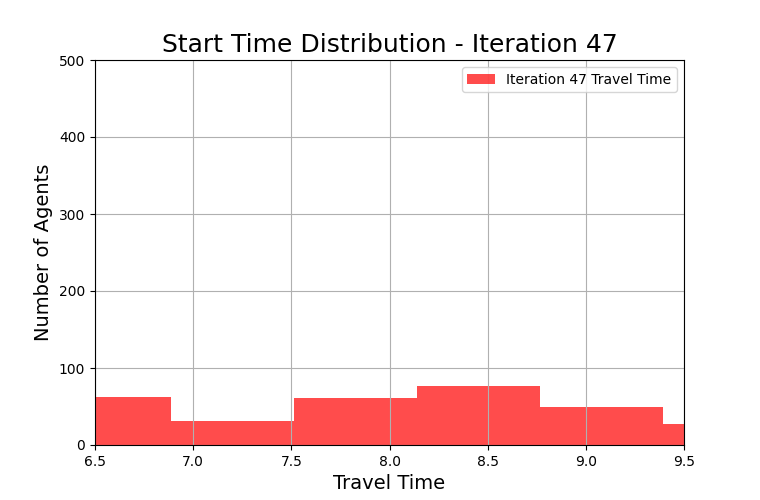 Start Time Distribution - Iteration 47
Iteration 47 Travel Time
Number of Agents
500
400
300
200
100
0
6.5 7.0 7.5 8.0 8.5 9.0 9.5
Travel Time